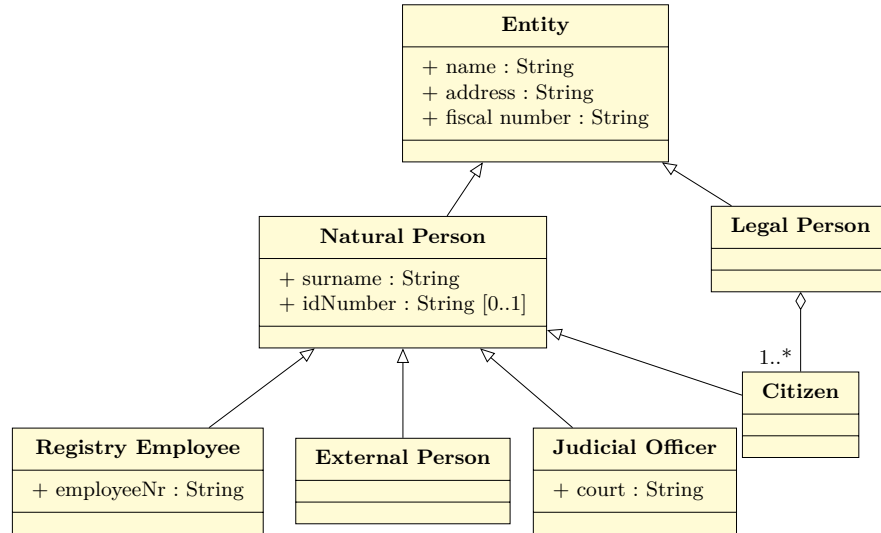 Entity
+ name : String
+ address : String
+ fiscal number : String
Natural Person
+ surname : String
+ idNumber : String [0..1]
Legal Person
1..*
Citizen
Registry Employee
+ employeeNr : String
External Person
Judicial Officer
+ court : String